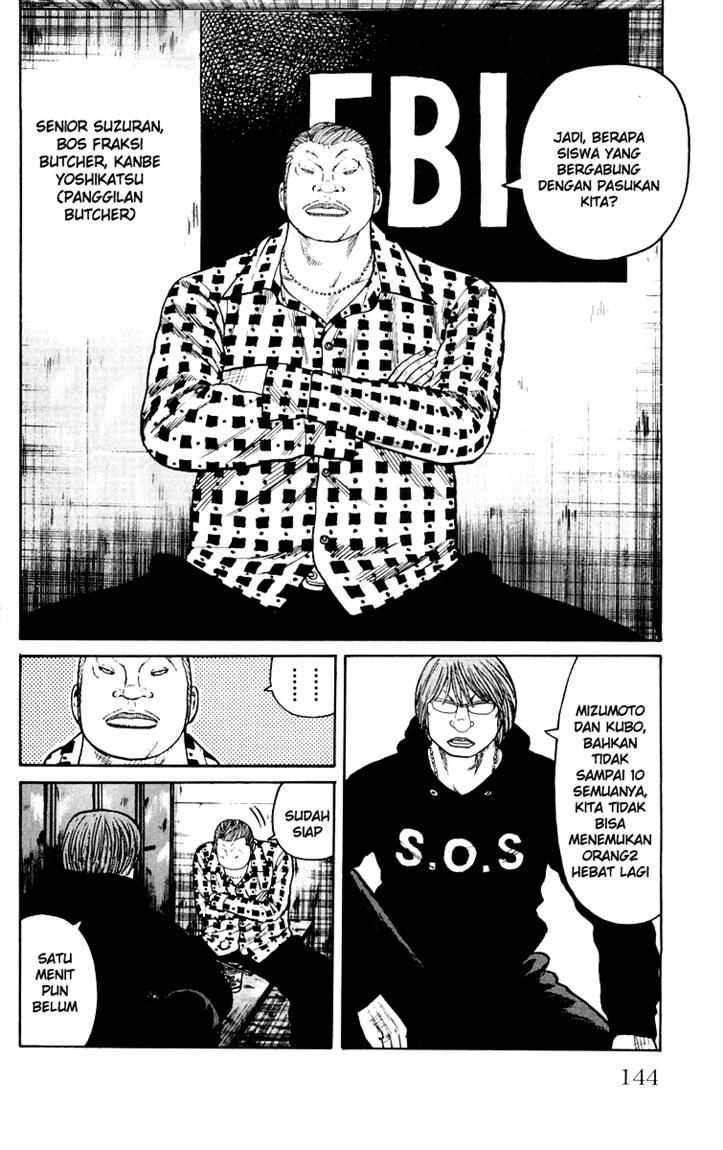 SENIOR SUZURAN,
BOS FRAKSI
BUTCHER, KANBE
YOSHIKATSU
(PANGGILAN
BUTCHER)
FBI
JADI, BERAPA
SISWA YANG
BERGABUNG
DENGAN PASUKAN
KITA?
MIZUMOTO
DAN KUBO,
BAHKAN
TIDAK
SAMPAI 10
SEMUANYA,
KITA TIDAK
BISA
MENEMUKAN
ORANG2
HEBAT LAGI
S.O.S
......
SUDAH
SIAP
SATU
MENIT
PUN
BELUM
144